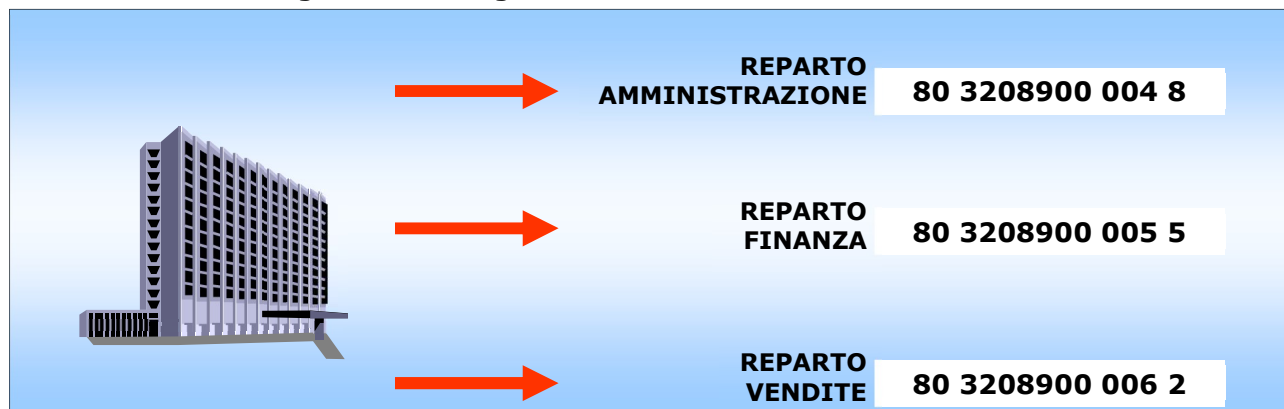 REPARTO
AMMINISTRAZIONE
80 3208900 004 8
REPARTO
FINANZA
80 3208900 005 5
REPARTO
VENDITE
80 3208900 006 2